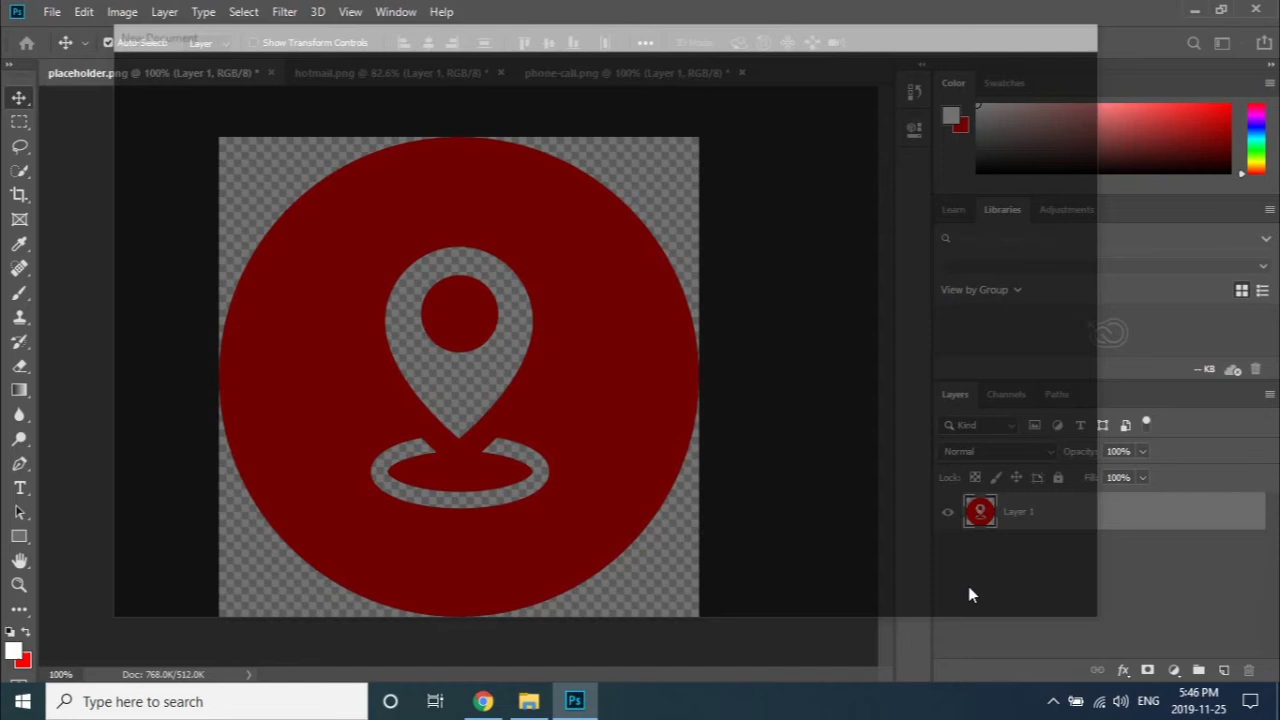 Ps File Edit Image Layer Type Select Filter 3D View Window Help
New Document
Auto-Select: Layer Show Transform Controls 3D Mode
placeholder.png @ 100% (Layer 1, RGB/8) * hotmail.png @ 82.6% (Layer 1, RGB/8) * phone-call.png @ 100% (Layer 1, RGB/8) *
Color Swatches
Learn Libraries Adjustments
View by Group
-- KB
Layers Channels Paths
Kind
Normal Opacity: 100%
Lock: Fill: 100%
Layer 1
100% Doc: 768.0K/512.0K
Type here to search
Ps
ENG
5:46 PM
2019-11-25